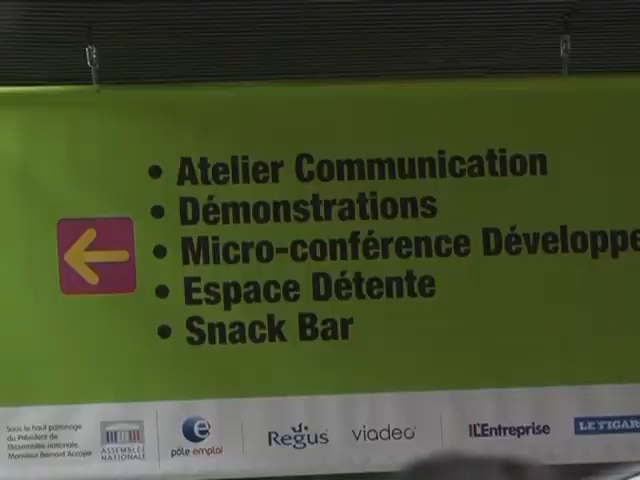 • Atelier Communication
• Démonstrations
• Micro-conférence Développe
• Espace Détente
• Snack Bar
Sous le haut patronage
du Président de
l'Assemblée nationale,
Monsieur Bernard Accoyer
ASSEMBLÉE
NATIONALE
pôle emploi
Regus
viadeo
L'Entreprise
LE FIGAR